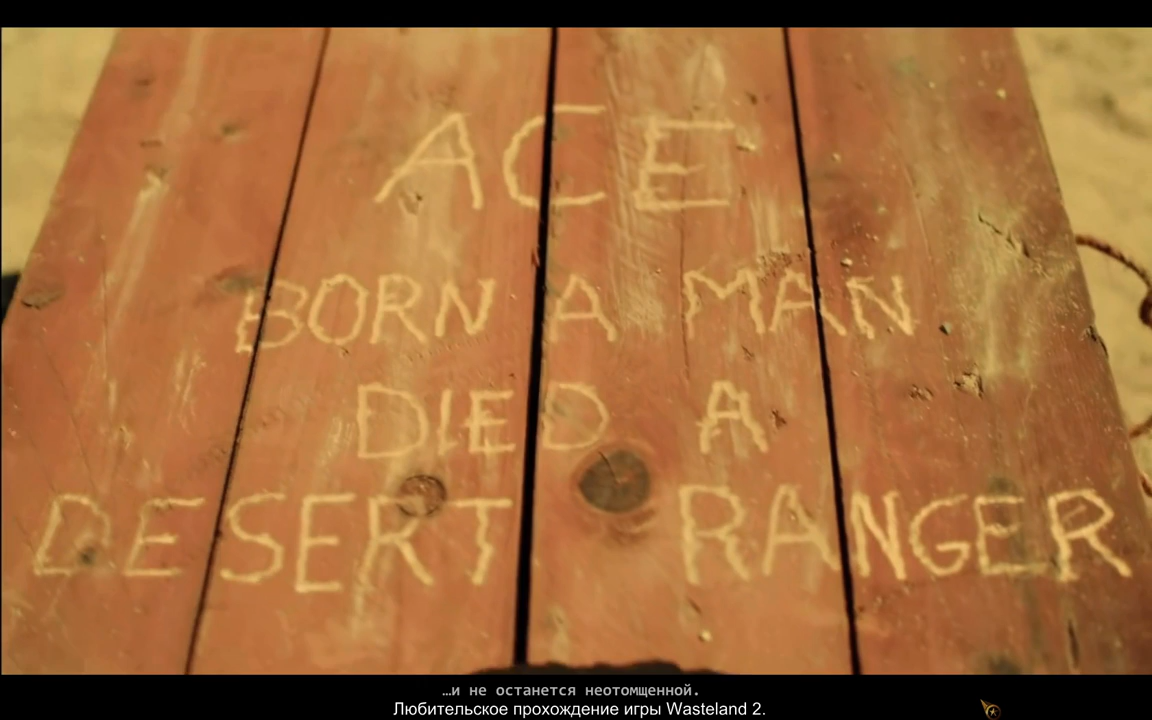 ACE
BORN A MAN
DIED A
DESERT RANGER
…и не останется неотомщенной.
Любительское прохождение игры Wasteland 2.